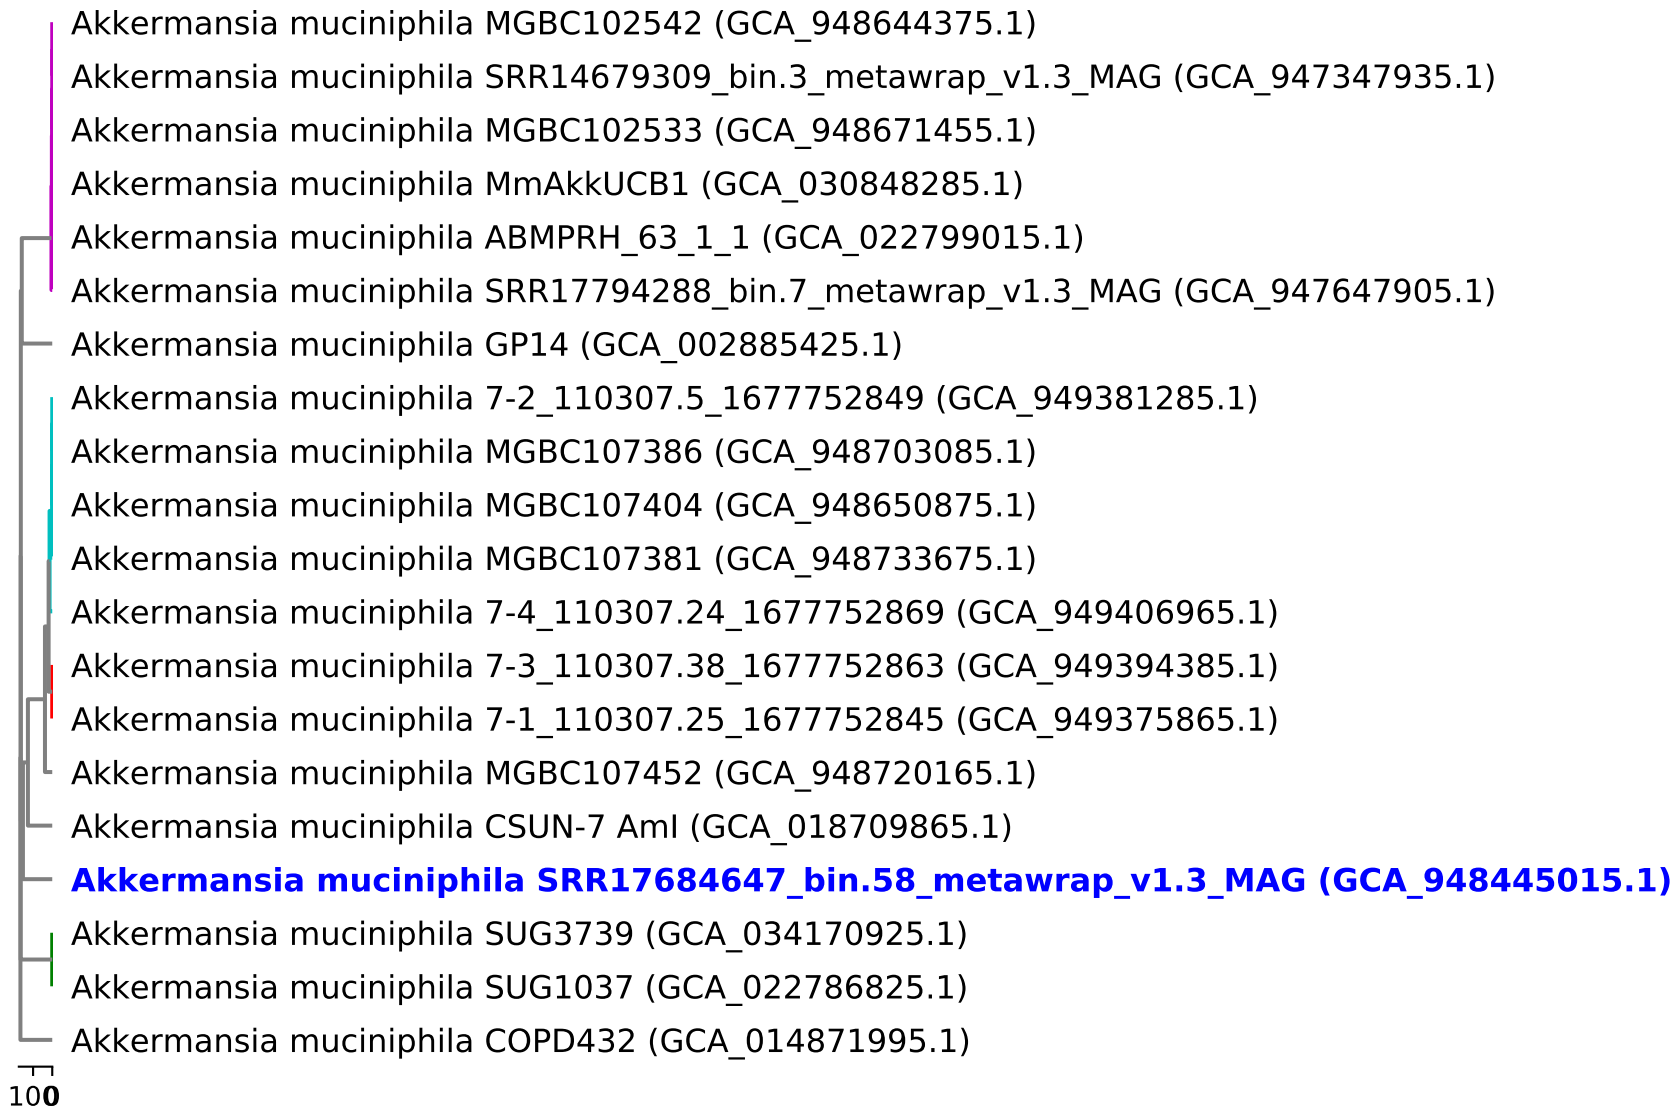 Akkermansia muciniphila MGBC102542 (GCA_948644375.1)
Akkermansia muciniphila SRR14679309_bin.3_metawrap_v1.3_MAG (GCA_947347935.1)
Akkermansia muciniphila MGBC102533 (GCA_948671455.1)
Akkermansia muciniphila MmAkkUCB1 (GCA_030848285.1)
Akkermansia muciniphila ABMPRH_63_1_1 (GCA_022799015.1)
Akkermansia muciniphila SRR17794288_bin.7_metawrap_v1.3_MAG (GCA_947647905.1)
Akkermansia muciniphila GP14 (GCA_002885425.1)
Akkermansia muciniphila 7-2_110307.5_1677752849 (GCA_949381285.1)
Akkermansia muciniphila MGBC107386 (GCA_948703085.1)
Akkermansia muciniphila MGBC107404 (GCA_948650875.1)
Akkermansia muciniphila MGBC107381 (GCA_948733675.1)
Akkermansia muciniphila 7-4_110307.24_1677752869 (GCA_949406965.1)
Akkermansia muciniphila 7-3_110307.38_1677752863 (GCA_949394385.1)
Akkermansia muciniphila 7-1_110307.25_1677752845 (GCA_949375865.1)
Akkermansia muciniphila MGBC107452 (GCA_948720165.1)
Akkermansia muciniphila CSUN-7 AmI (GCA_018709865.1)
Akkermansia muciniphila SRR17684647_bin.58_metawrap_v1.3_MAG (GCA_948445015.1)
Akkermansia muciniphila SUG3739 (GCA_034170925.1)
Akkermansia muciniphila SUG1037 (GCA_022786825.1)
Akkermansia muciniphila COPD432 (GCA_014871995.1)
100